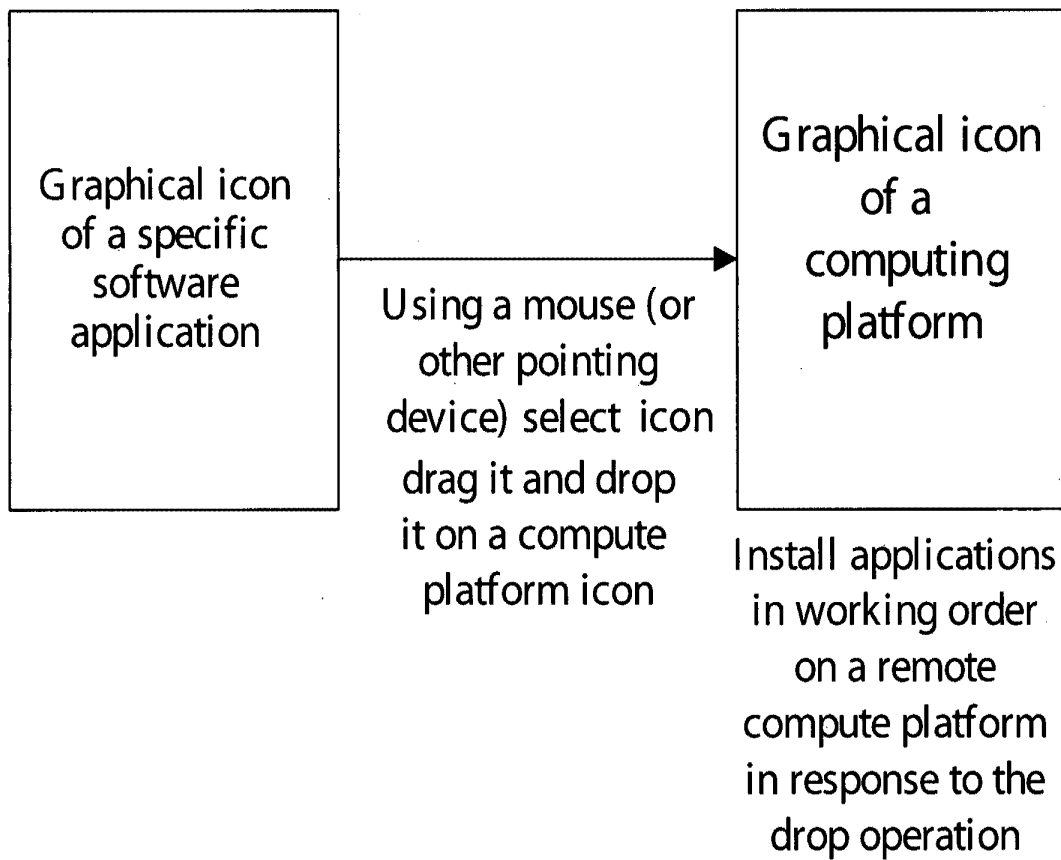 Graphical icon
of a specific
software
application
Using a mouse (or
other pointing
device) select icon
drag it and drop
it on a compute
platform icon
Graphical icon
of a
computing
platform
Install applications
in working order
on a remote
compute platform
in response to the
drop operation